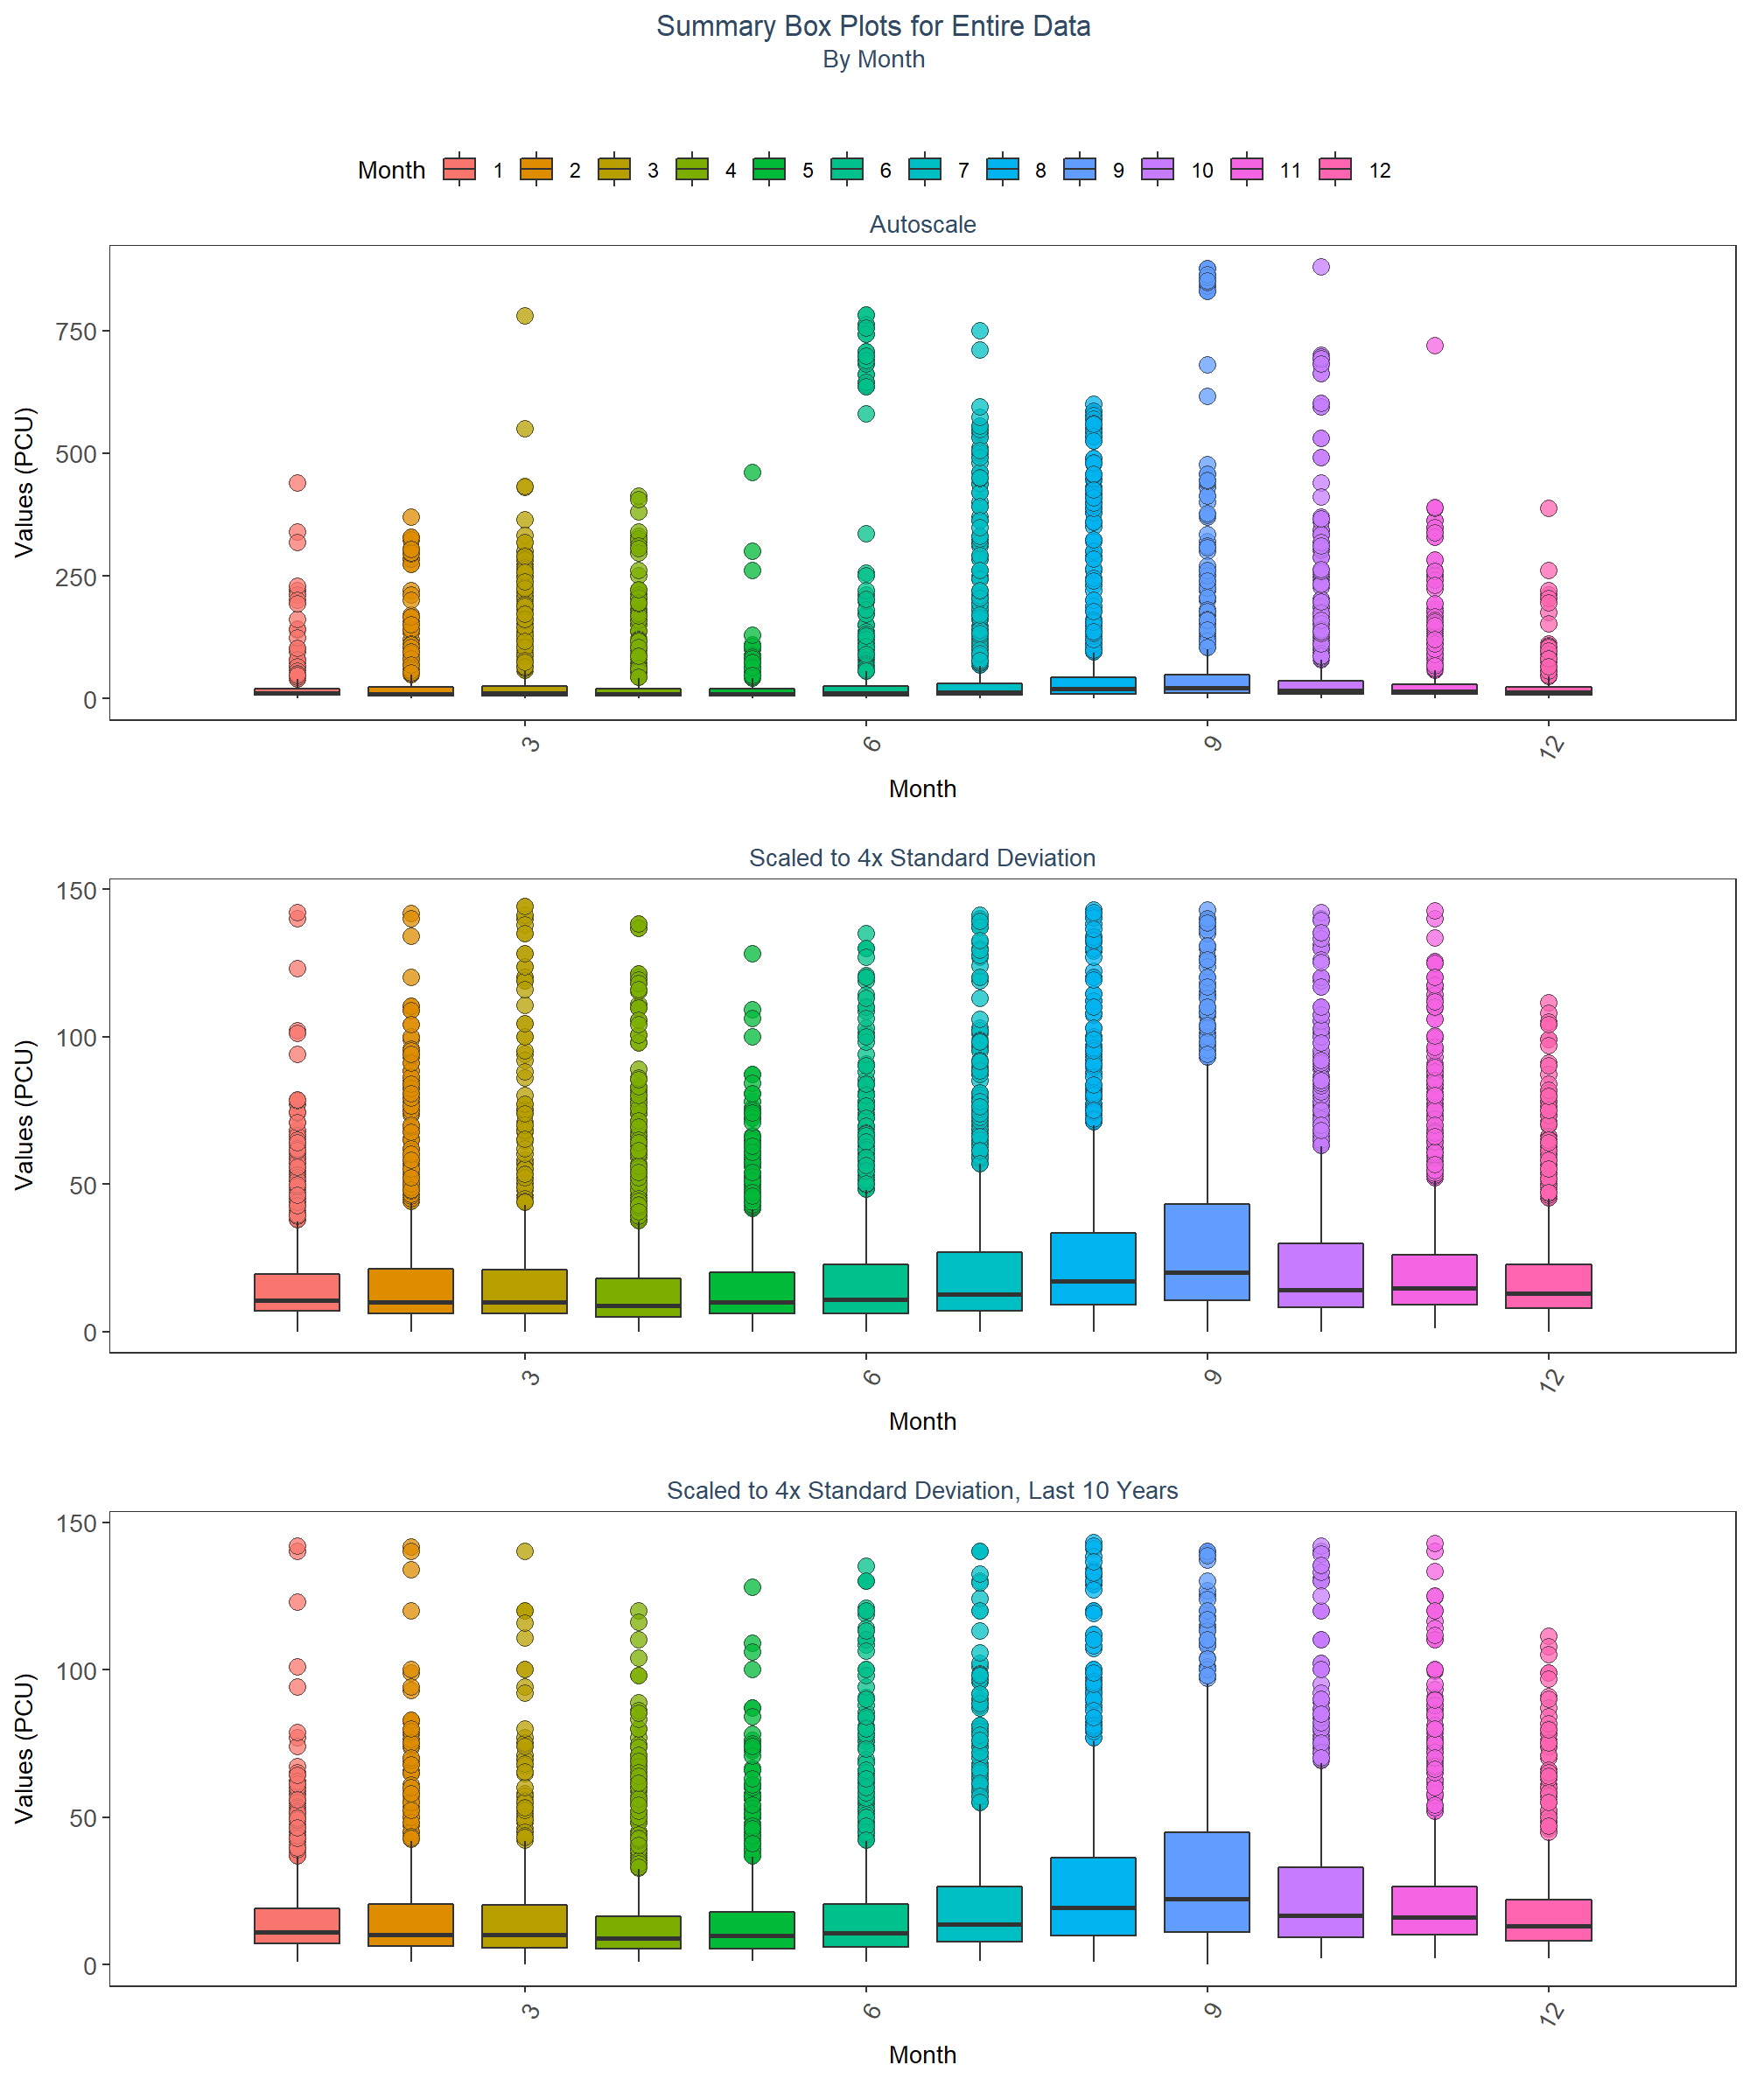 Summary Box Plots for Entire Data
By Month
Month 1 2 3 4 5 6 7 8 9 10 11 12
Autoscale
Values (PCU)
750
500
250
0
3 6 9 12
Month
Scaled to 4x Standard Deviation
Values (PCU)
150
100
50
0
3 6 9 12
Month
Scaled to 4x Standard Deviation, Last 10 Years
Values (PCU)
150
100
50
0
3 6 9 12
Month